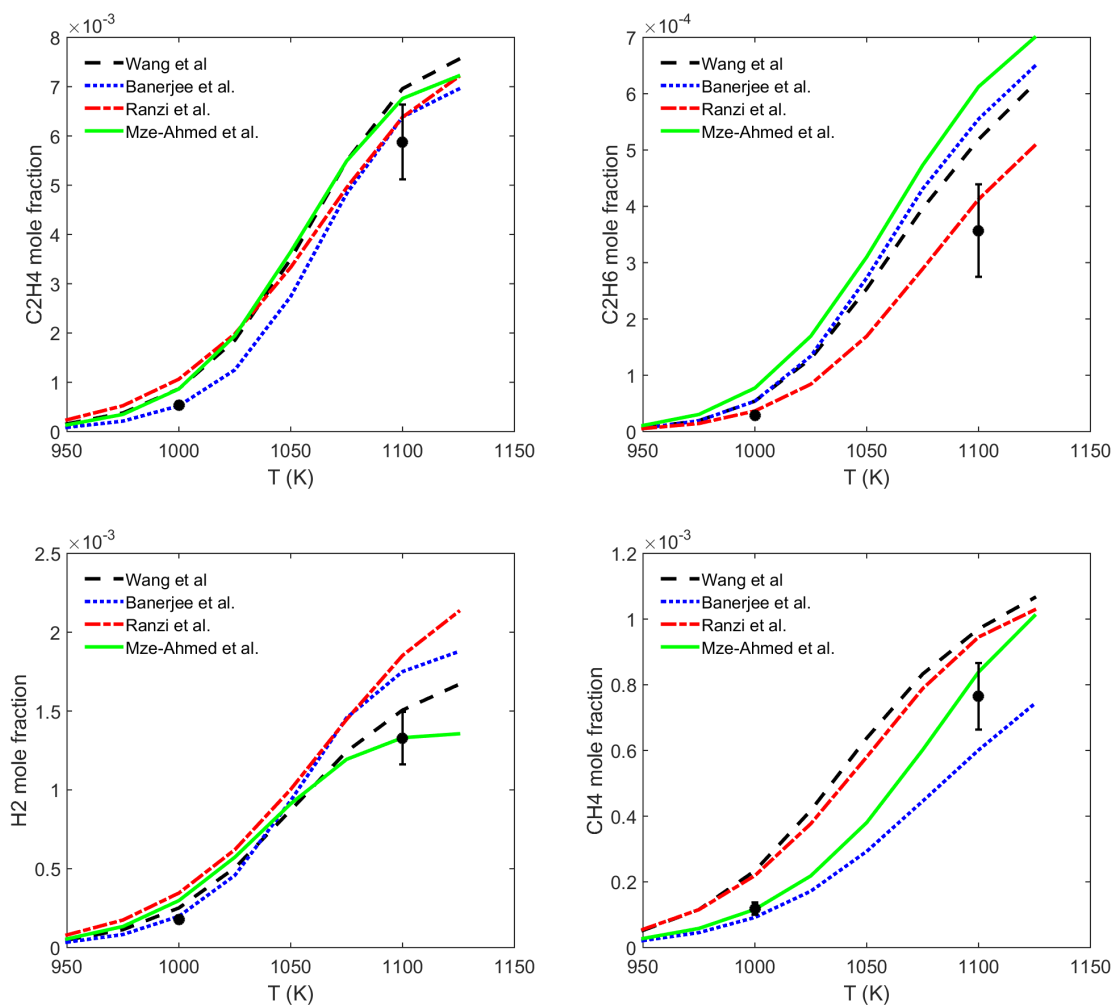 ×10⁻³
8
7
6
5
4
3
2
1
0
C2H4 mole fraction
Wang et al
Banerjee et al.
Ranzi et al.
Mze-Ahmed et al.
950 1000 1050 1100 1150
T (K)
×10⁻⁴
7
6
5
4
3
2
1
0
C2H6 mole fraction
Wang et al
Banerjee et al.
Ranzi et al.
Mze-Ahmed et al.
950 1000 1050 1100 1150
T (K)
×10⁻³
2.5
2
1.5
1
0.5
0
H2 mole fraction
Wang et al
Banerjee et al.
Ranzi et al.
Mze-Ahmed et al.
950 1000 1050 1100 1150
T (K)
×10⁻³
1.2
1
0.8
0.6
0.4
0.2
0
CH4 mole fraction
Wang et al
Banerjee et al.
Ranzi et al.
Mze-Ahmed et al.
950 1000 1050 1100 1150
T (K)